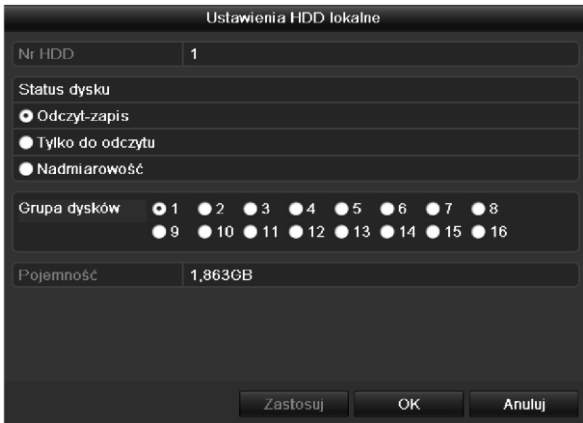 Ustawienia HDD lokalne
Nr HDD 1
Status dysku
Odczyt-zapis
Tylko do odczytu
Nadmiarowość
Grupa dysków 1 2 3 4 5 6 7 8
9 10 11 12 13 14 15 16
Pojemność 1,863GB
Zastosuj OK Anuluj